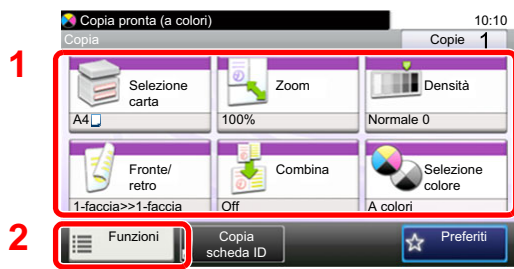 Copia pronta (a colori)
10:10
Copia
Copie 1
1
Selezione
carta
A4
Zoom
100%
Densità
Normale 0
Fronte/
retro
1-faccia>>1-faccia
Combina
Off
Selezione
colore
A colori
2
Funzioni
Copia
scheda ID
Preferiti